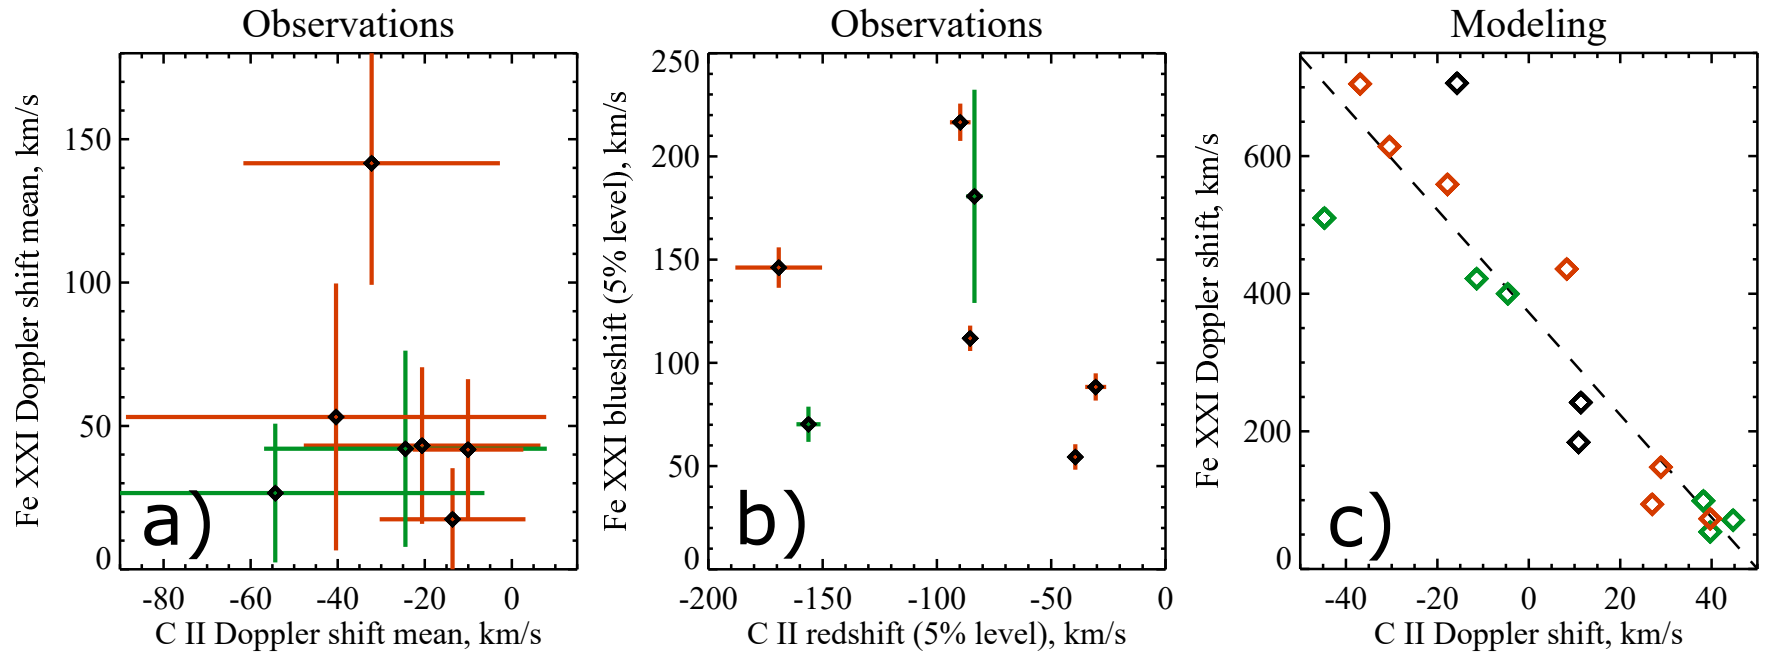 Observations
Observations
Modeling
Fe XXI Doppler shift mean, km/s
150
100
50
0
a)
-80 -60 -40 -20 0
C II Doppler shift mean, km/s
Fe XXI blueshift (5% level), km/s
250
200
150
100
50
0
b)
-200 -150 -100 -50 0
C II redshift (5% level), km/s
Fe XXI Doppler shift, km/s
600
400
200
0
c)
-40 -20 0 20 40
C II Doppler shift, km/s